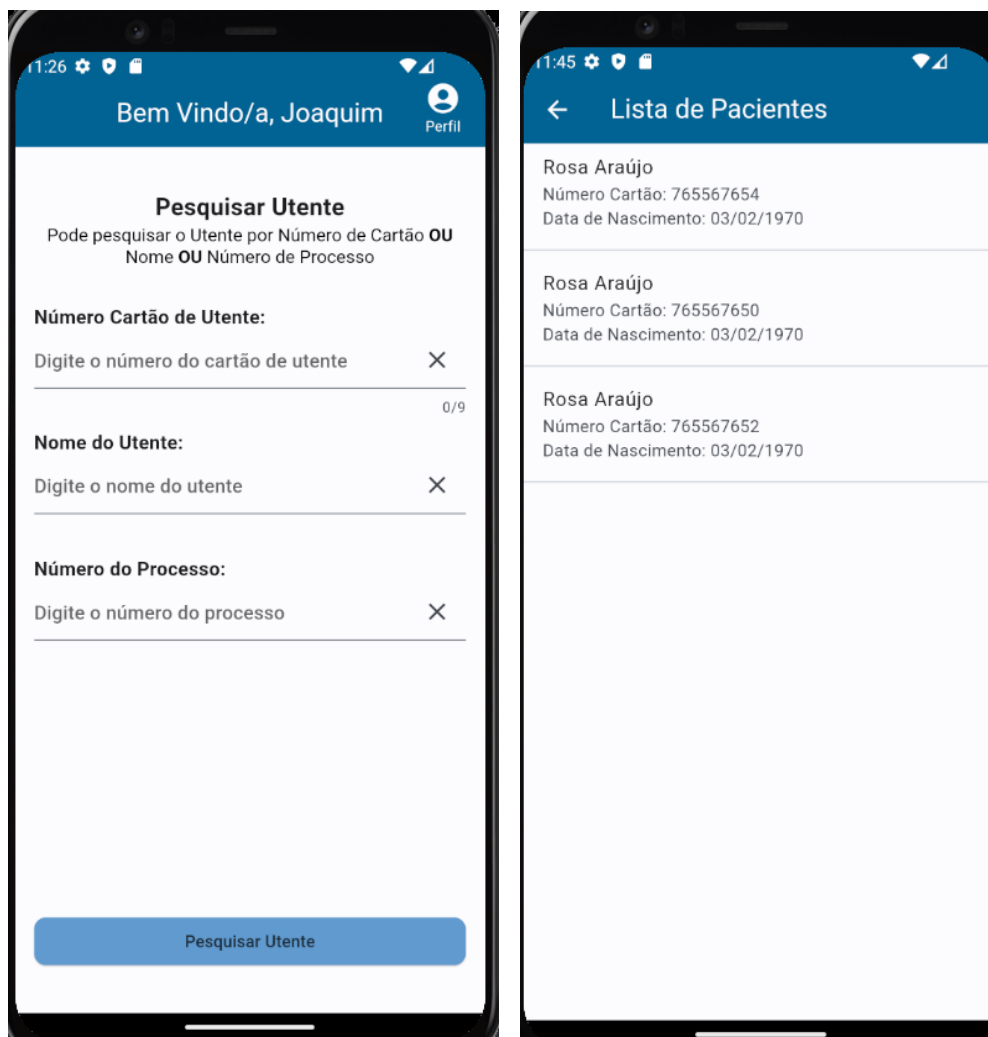 11:26
Bem Vindo/a, Joaquim
Perfil
Pesquisar Utente
Pode pesquisar o Utente por Número de Cartão OU
Nome OU Número de Processo
Número Cartão de Utente:
Digite o número do cartão de utente
0/9
Nome do Utente:
Digite o nome do utente
Número do Processo:
Digite o número do processo
Pesquisar Utente
11:45
Lista de Pacientes
Rosa Araújo
Número Cartão: 765567654
Data de Nascimento: 03/02/1970
Rosa Araújo
Número Cartão: 765567650
Data de Nascimento: 03/02/1970
Rosa Araújo
Número Cartão: 765567652
Data de Nascimento: 03/02/1970